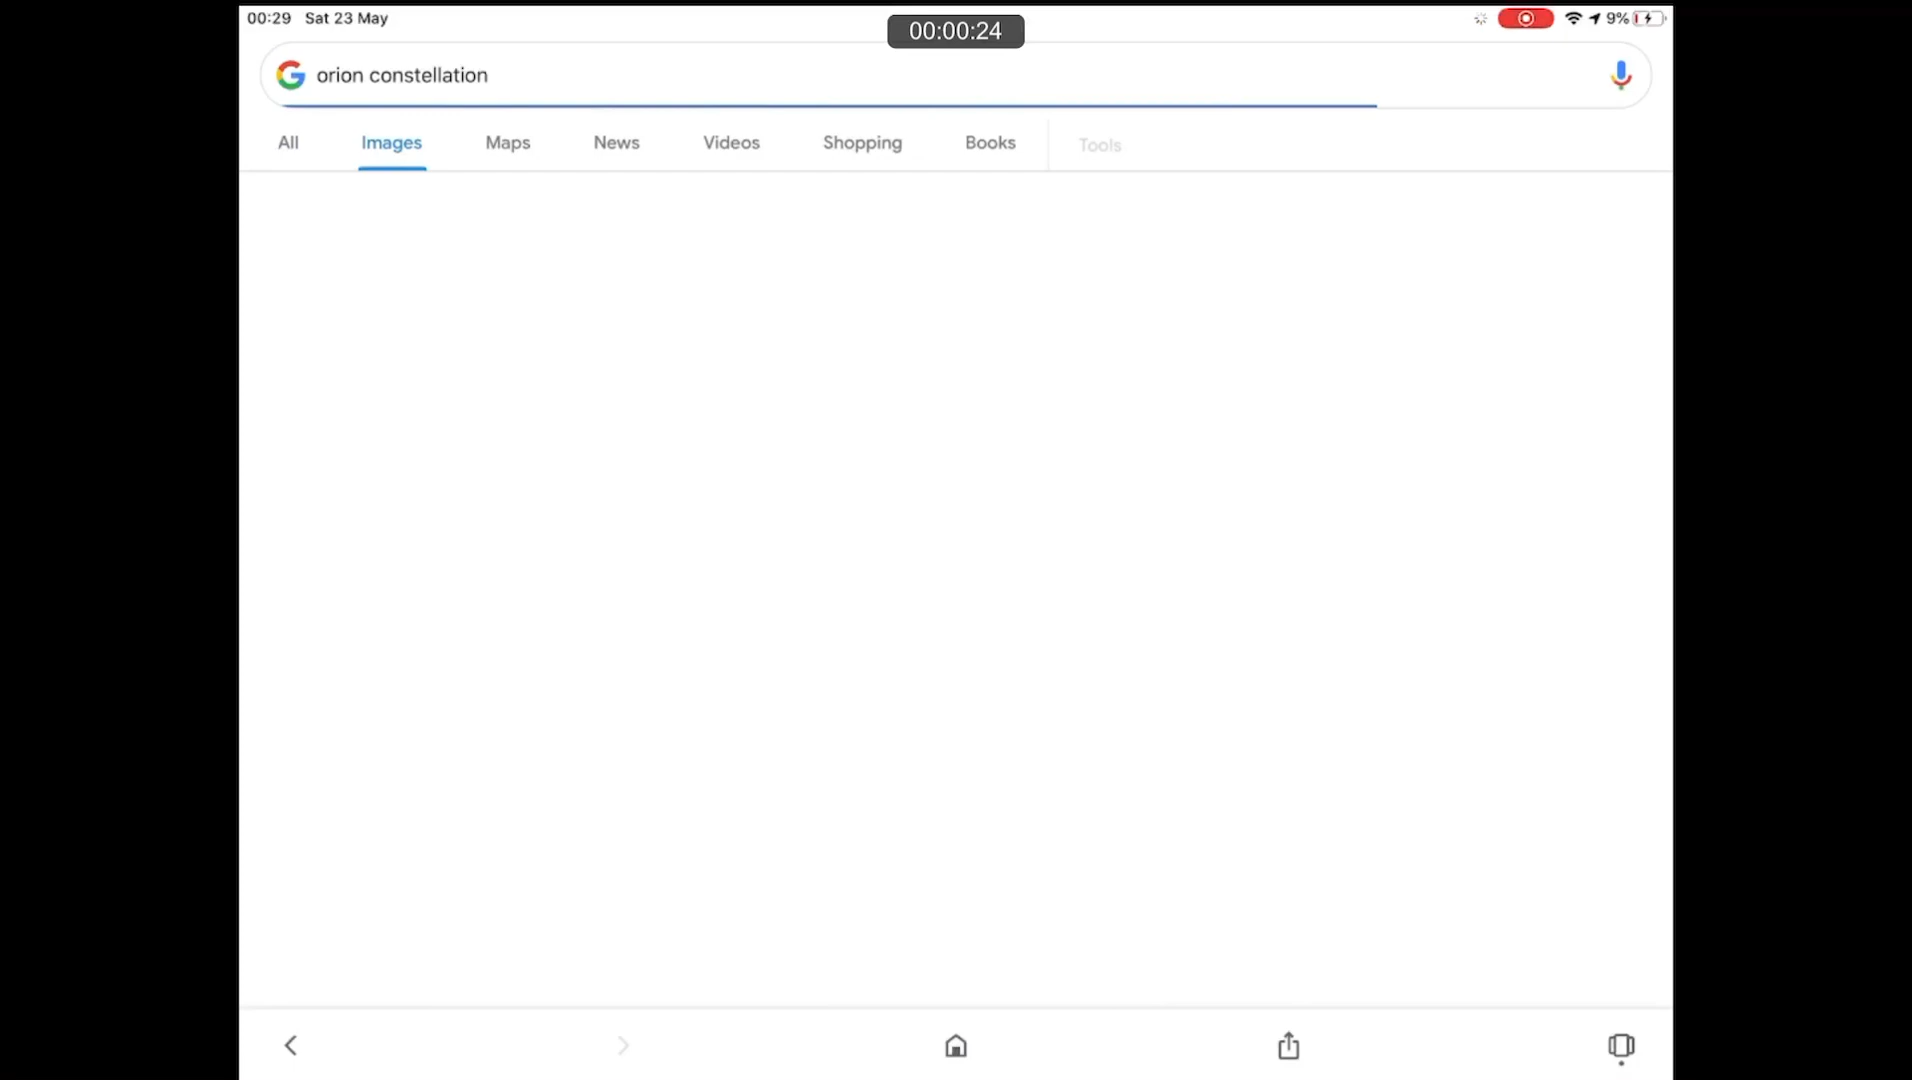 00:29 Sat 23 May
00:00:24
9%
orion constellation
All Images Maps News Videos Shopping Books Tools